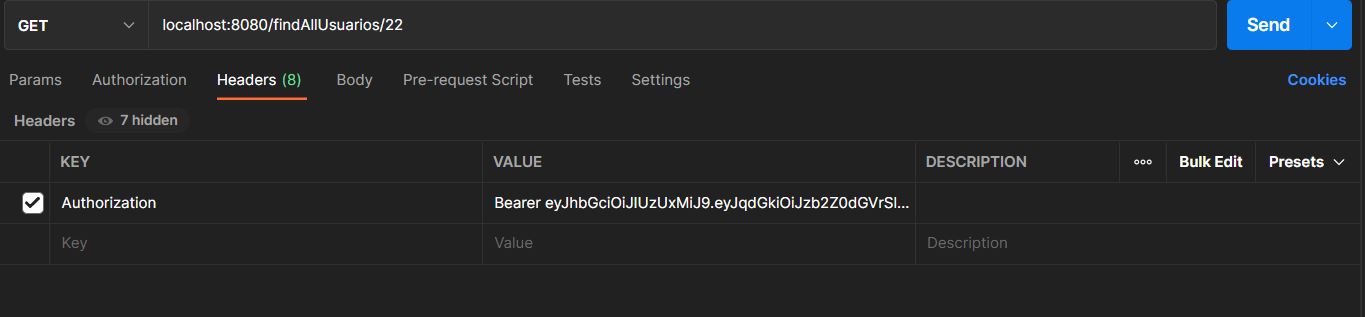 GET localhost:8080/findAllUsuarios/22 Send
Params Authorization Headers (8) Body Pre-request Script Tests Settings Cookies
Headers 7 hidden
KEY VALUE DESCRIPTION ooo Bulk Edit Presets
Authorization Bearer eyJhbGciOiJIUzUxMiJ9.eyJqdGkiOiJzb2Z0dGVrSl...
Key Value Description